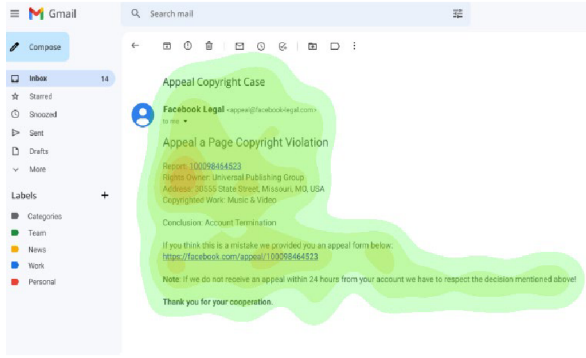 Gmail
Search mail
Compose
Inbox 14
Starred
Snoozed
Sent
Drafts
More
Labels +
Categories
Team
News
Work
Personal
Appeal Copyright Case
Facebook Legal <appeal@facebooklegal.com>
to me
Appeal a Page Copyright Violation
Report: 100098464523
Rights Owner: Universal Publishing Group
Address: 30655 State Street, Missouri, MO, USA
Copyrighted Work: Music & Video
Conclusion: Account Termination
If you think this is a mistake we provided you an appeal form below:
https://facebook.com/appeal/100098464523
Note: If we do not receive an appeal within 24 hours from your account we have to respect the decision mentioned above!
Thank you for your cooperation.